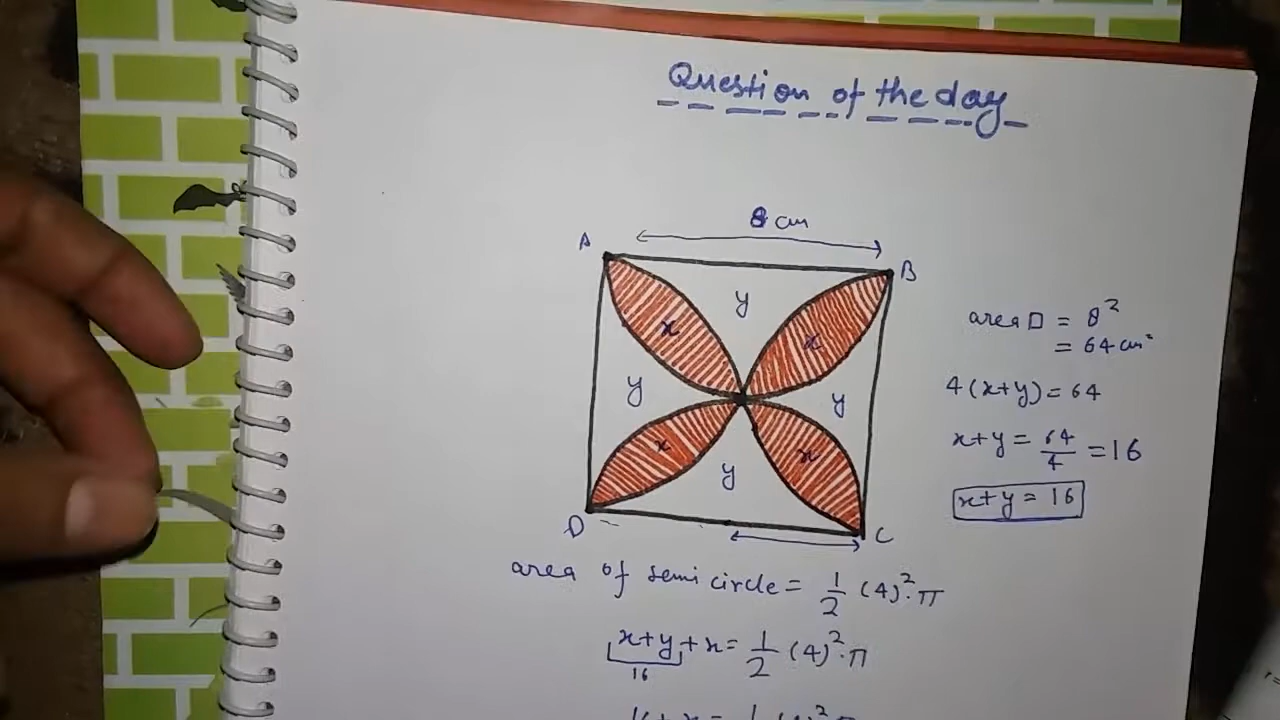 Question of the day
8 cm
A
B
y
x
x
y
y
x
x
y
D
C
area □ = 8²
= 64 cm²
4(x+y) = 64
x+y = 64/4 = 16
x+y = 16
area of semi circle = 1/2 (4)².π
x+y+x = 1/2 (4)².π
16